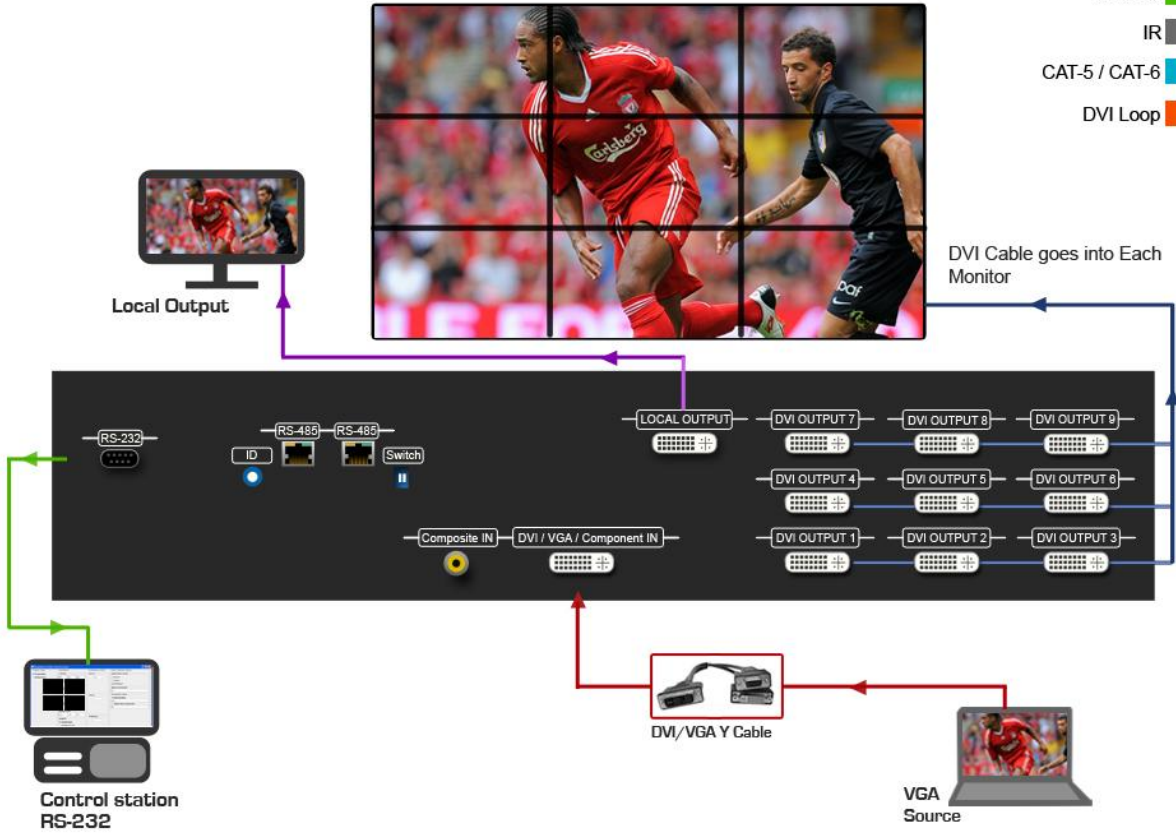 IR
CAT-5 / CAT-6
DVI Loop
Carlsberg
paf
DVI Cable goes into Each
Monitor
Local Output
RS-232
ID
RS-485
RS-485
Switch
LOCAL OUTPUT
DVI OUTPUT 7
DVI OUTPUT 8
DVI OUTPUT 9
DVI OUTPUT 4
DVI OUTPUT 5
DVI OUTPUT 6
Composite IN
DVI / VGA / Component IN
DVI OUTPUT 1
DVI OUTPUT 2
DVI OUTPUT 3
DVI/VGA Y Cable
Control station
RS-232
VGA
Source